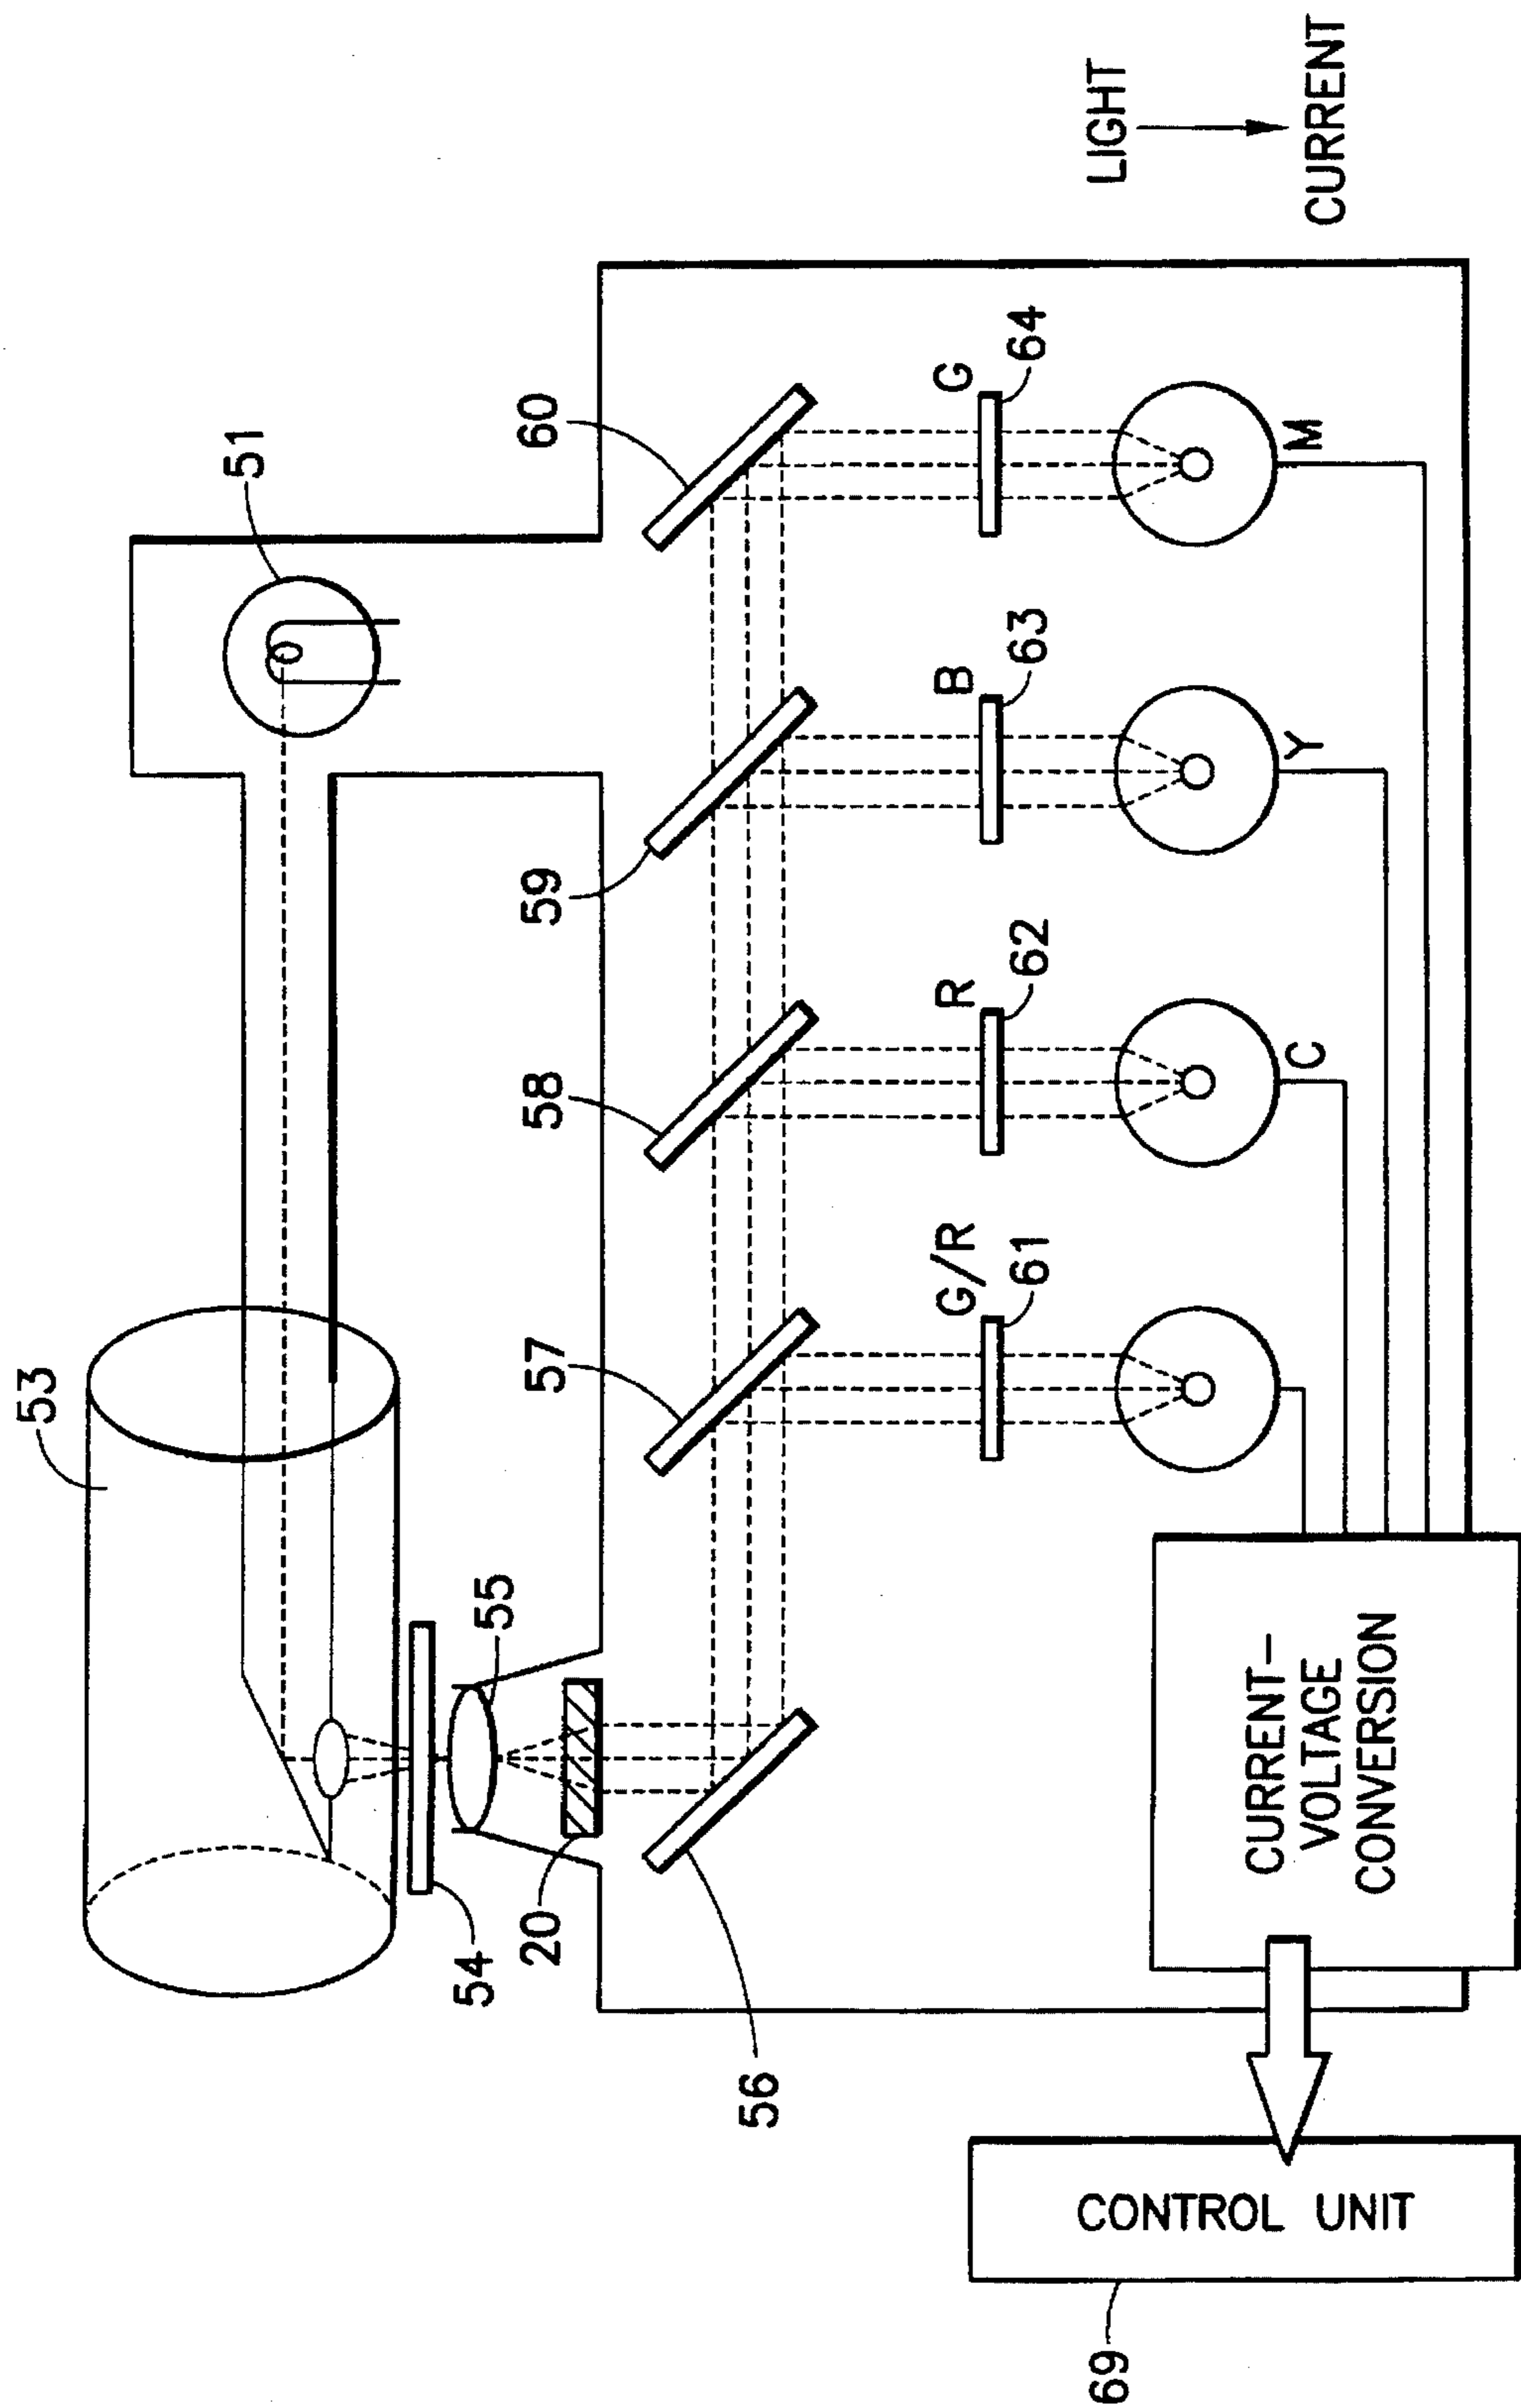 53
51
54
55
20
56
57
58
59
60
G/R
61
R
62
B
63
G
64
C
Y
M
LIGHT
CURRENT
CURRENT-
VOLTAGE
CONVERSION
CONTROL UNIT
69